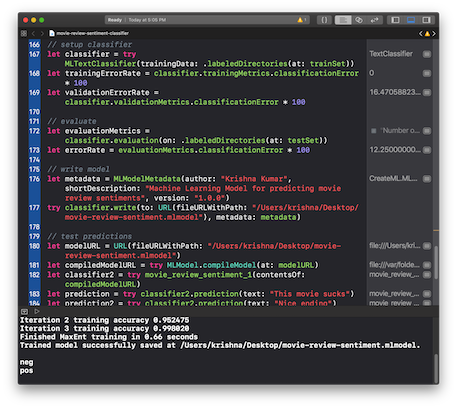 Ready | Today at 5:00 PM
1
movie-review-sentiment-classifier
166 // setup classifier
167 let classifier = try
MLTextClassifier(trainingData: .labeledDirectories(at: trainSet))
TextClassifier
168 let trainingErrorRate = classifier.trainingMetrics.classificationError
* 100
0
169 let validationErrorRate =
classifier.validationMetrics.classificationError * 100
16.47058823...
170
171 // evaluate
172 let evaluationMetrics =
classifier.evaluation(on: .labeledDirectories(at: testSet))
"Number o...
173 let errorRate = evaluationMetrics.classificationError * 100
12.25000000...
174
175 // write model
176 let metadata = MLModelMetadata(author: "Krishna Kumar",
shortDescription: "Machine Learning Model for predicting movie
review sentiments", version: "1.0.0")
CreateML.ML...
177 try classifier.write(to: URL(fileURLWithPath: "/Users/krishna/Desktop/
movie-review-sentiment.mlmodel"), metadata: metadata)
178
179 // test predictions
180 let modelURL = URL(fileURLWithPath: "/Users/krishna/Desktop/movie-
review-sentiment.mlmodel")
file:///Users/kri...
181 let compiledModelURL = try MLModel.compileModel(at: modelURL)
file:///var/folde...
182 let classifier2 = try movie_review_sentiment_1(contentsOf:
compiledModelURL)
movie_review_...
183 let prediction = try classifier2.prediction(text: "This movie sucks")
movie_review_...
184 let prediction2 = try classifier2.prediction(text: "Nice ending")
movie_review_...
Iteration 2 training accuracy 0.952475
Iteration 3 training accuracy 0.998020
Finished MaxEnt training in 0.66 seconds
Trained model successfully saved at /Users/krishna/Desktop/movie-review-sentiment.mlmodel.
neg
pos